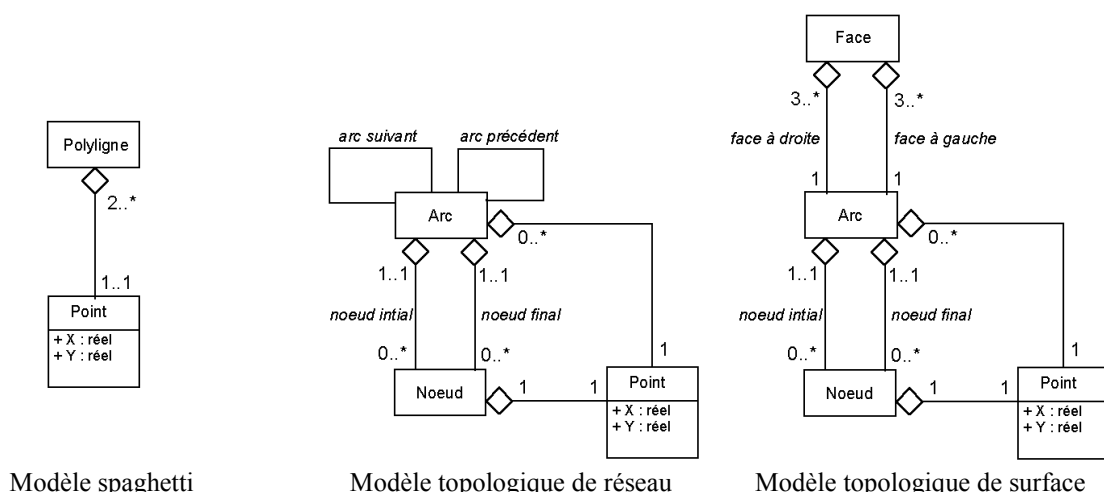 Polyligne
2..*
1..1
Point
+ X : réel
+ Y : réel
Modèle spaghetti
arc suivant
arc précédent
Arc
0..*
1..1
1..1
noeud intial
noeud final
0..*
0..*
1
Noeud
1
1
Point
+ X : réel
+ Y : réel
Modèle topologique de réseau
Face
3..*
3..*
face à droite
face à gauche
1
1
Arc
0..*
1..1
1..1
noeud intial
noeud final
0..*
0..*
1
Noeud
1
1
Point
+ X : réel
+ Y : réel
Modèle topologique de surface